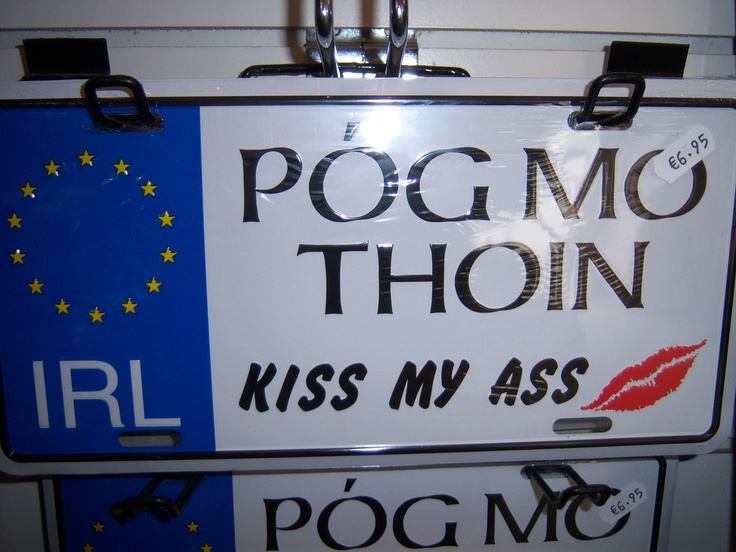 €6.95
PÓG MO
THOIN
IRL
KISS MY ASS
PÓG MO
€6.95